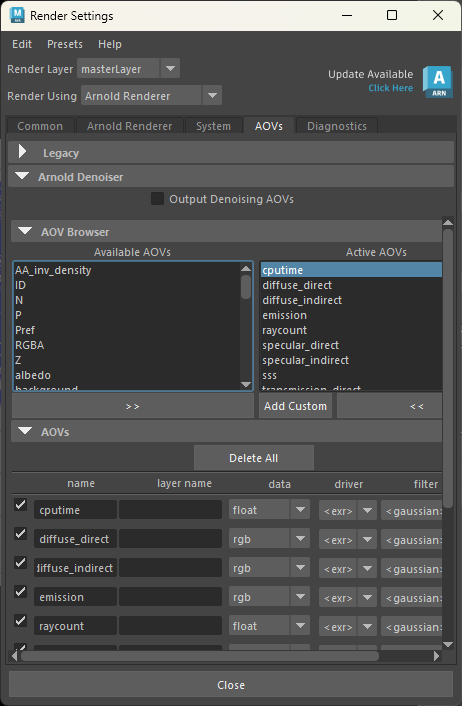 M
ARN
Render Settings
Edit Presets Help
Render Layer masterLayer
Update Available
Click Here
ARN
Render Using Arnold Renderer
Common Arnold Renderer System AOVs Diagnostics
Legacy
Arnold Denoiser
Output Denoising AOVs
AOV Browser
Available AOVs Active AOVs
AA_inv_density cputime
ID diffuse_direct
N diffuse_indirect
P emission
Pref raycount
RGBA specular_direct
Z specular_indirect
albedo sss
background transmission_direct
>> Add Custom <<
AOVs
Delete All
name layer name data driver filter
cputime float <exr> <gaussian>
diffuse_direct rgb <exr> <gaussian>
diffuse_indirect rgb <exr> <gaussian>
emission rgb <exr> <gaussian>
raycount float <exr> <gaussian>
Close